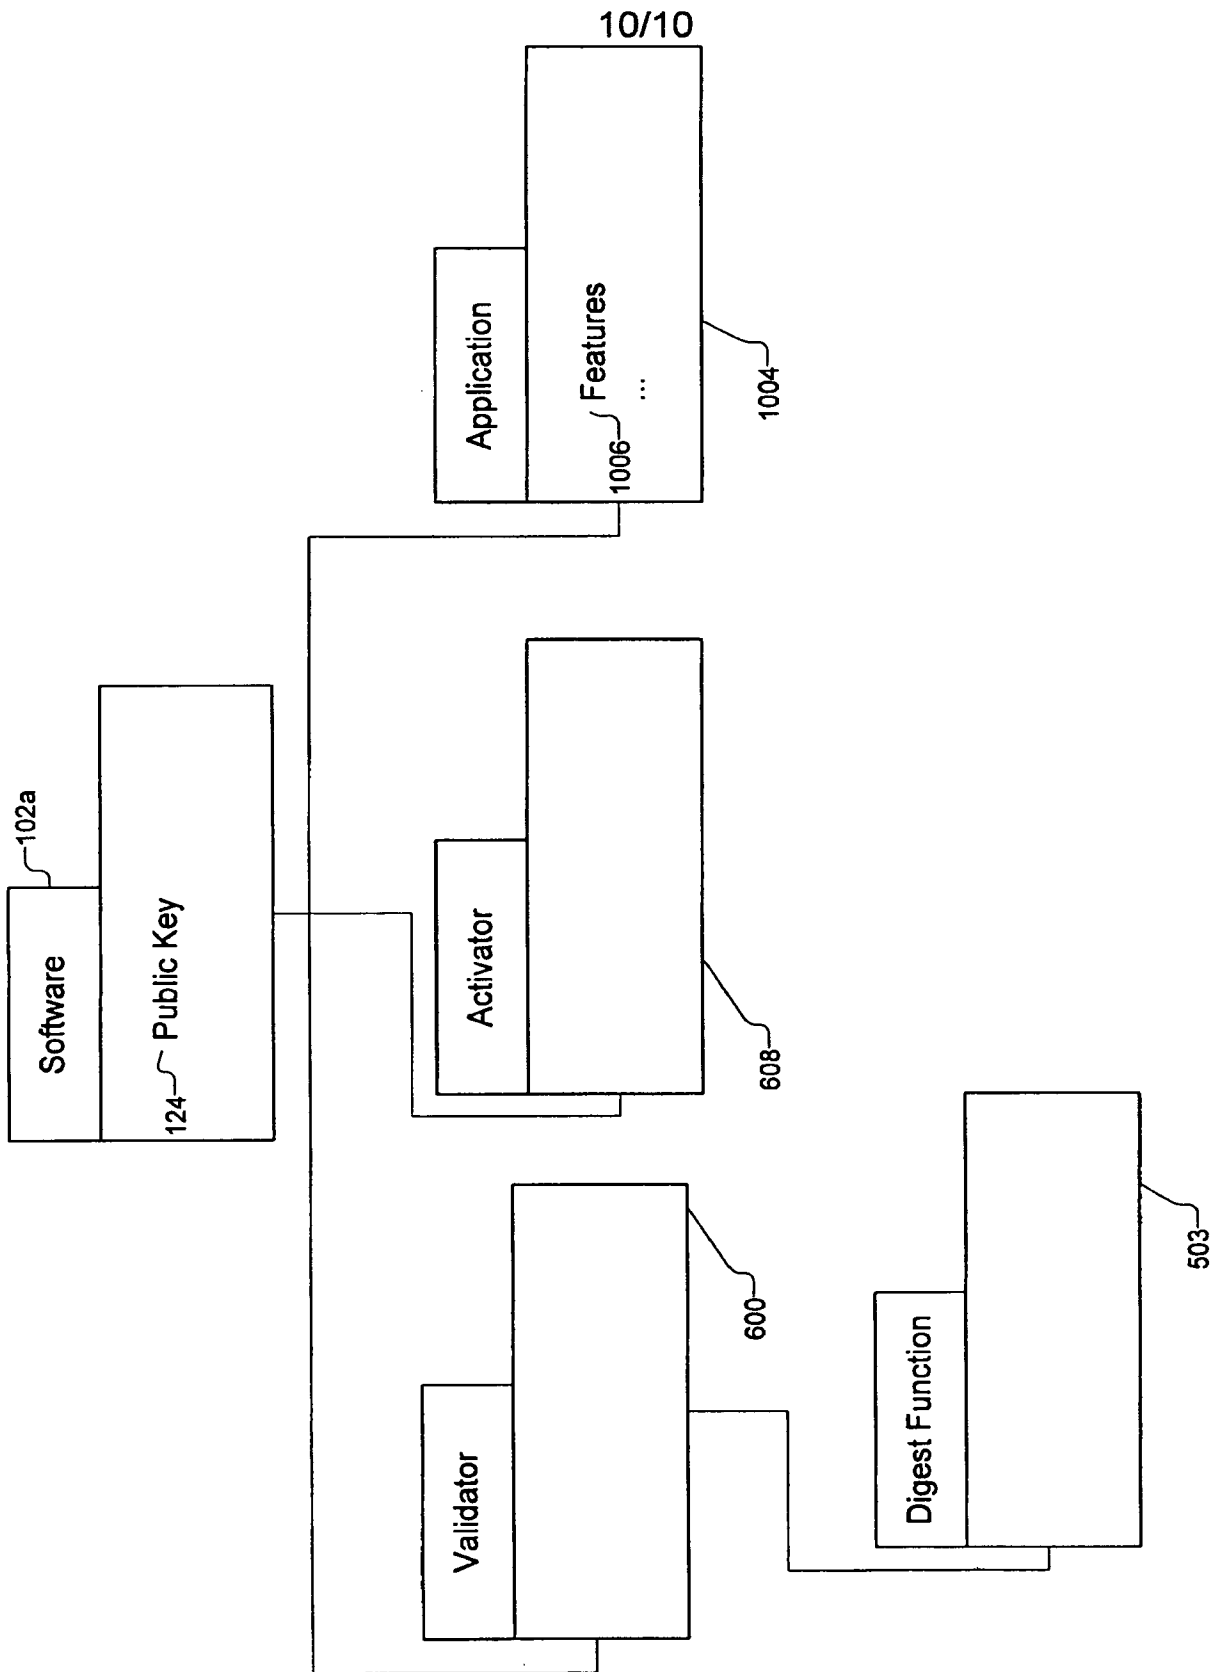 10/10
Software
102a
124
Public Key
Validator
600
Activator
608
Application
1006
Features
...
1004
Digest Function
503